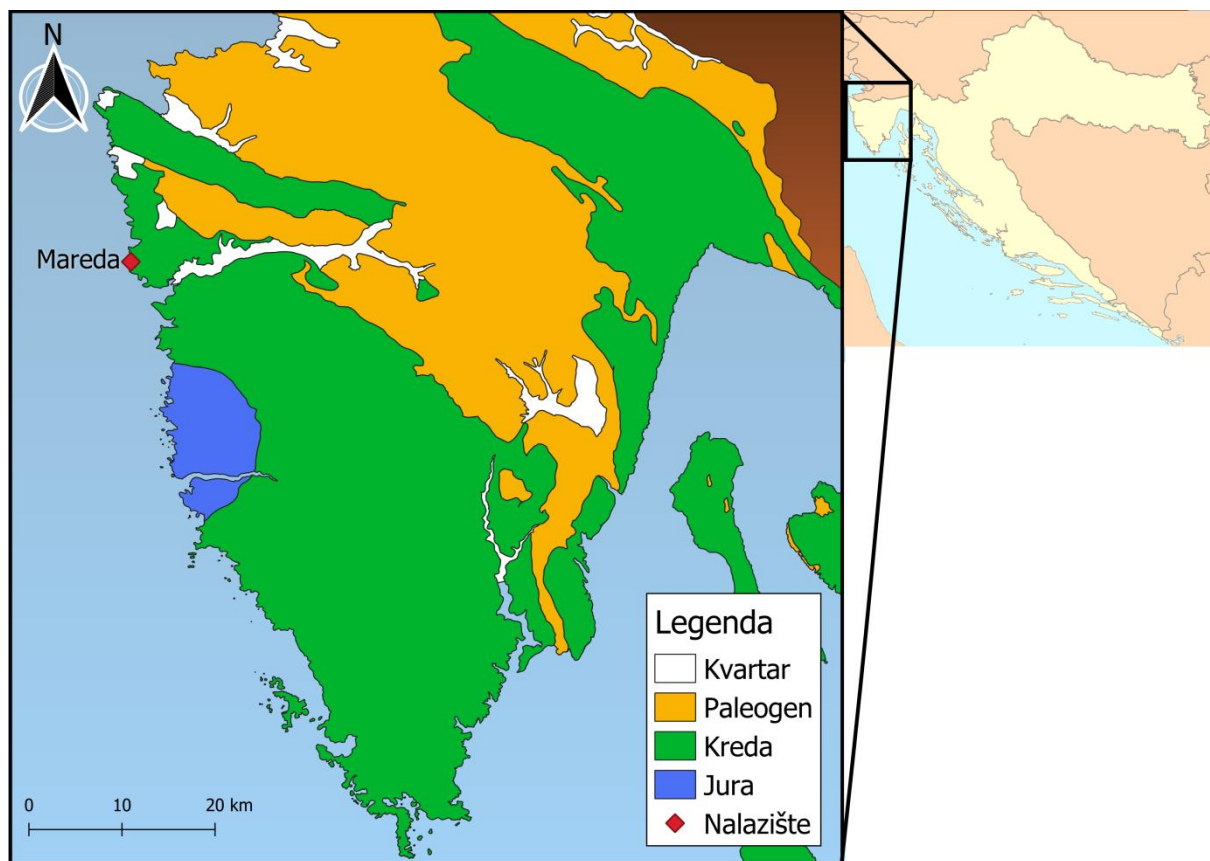 N
Mareda
Legenda
Kvartar
Paleogen
Kreda
Jura
Nalazište
0 10 20 km